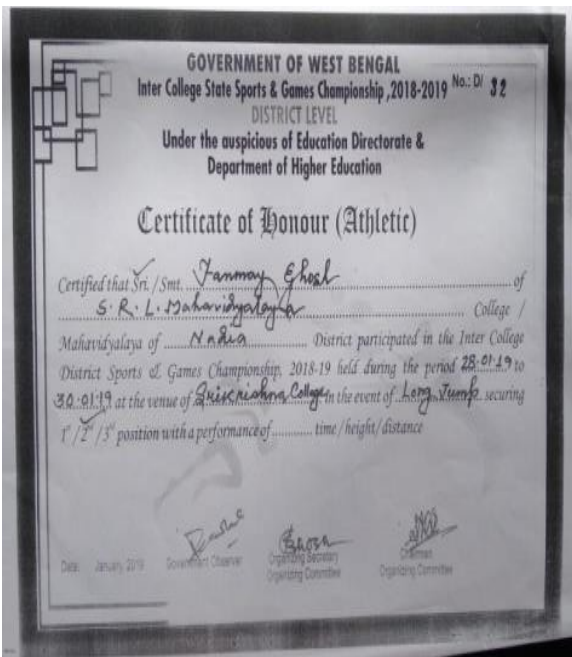 GOVERNMENT OF WEST BENGAL
Inter College State Sports & Games Championship ,2018-2019 No.: D/ 32
DISTRICT LEVEL
Under the auspicious of Education Directorate &
Department of Higher Education
Certificate of Honour (Athletic)
Certified that Sri. / Smt. Tanmay Ghosh of
S. R. L. Mahavidyalaya College /
Mahavidyalaya of Nadia District participated in the Inter College
District Sports & Games Championship, 2018-19 held during the period 28.01.19 to
30.01.19 at the venue of Srikrishna College in the event of Long Jump securing
1st / 2nd / 3rd position with a performance of ............ time / height / distance
Date: January 2019 Government Observer Organizing Secretary Chairman
Organizing Committee Organizing Committee